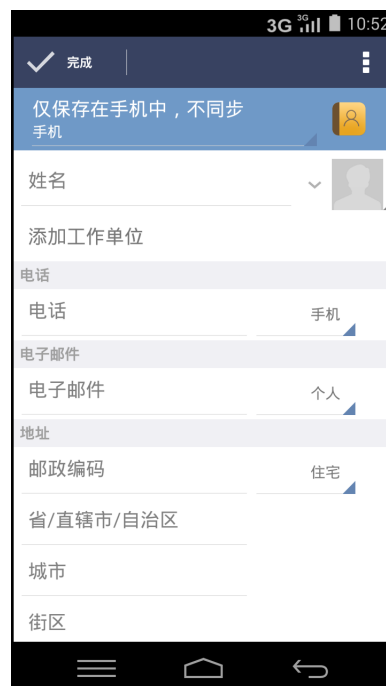 3G 3G 10:52
完成
仅保存在手机中，不同步
手机
姓名
添加工作单位
电话
电话 手机
电子邮件
电子邮件 个人
地址
邮政编码 住宅
省/直辖市/自治区
城市
街区